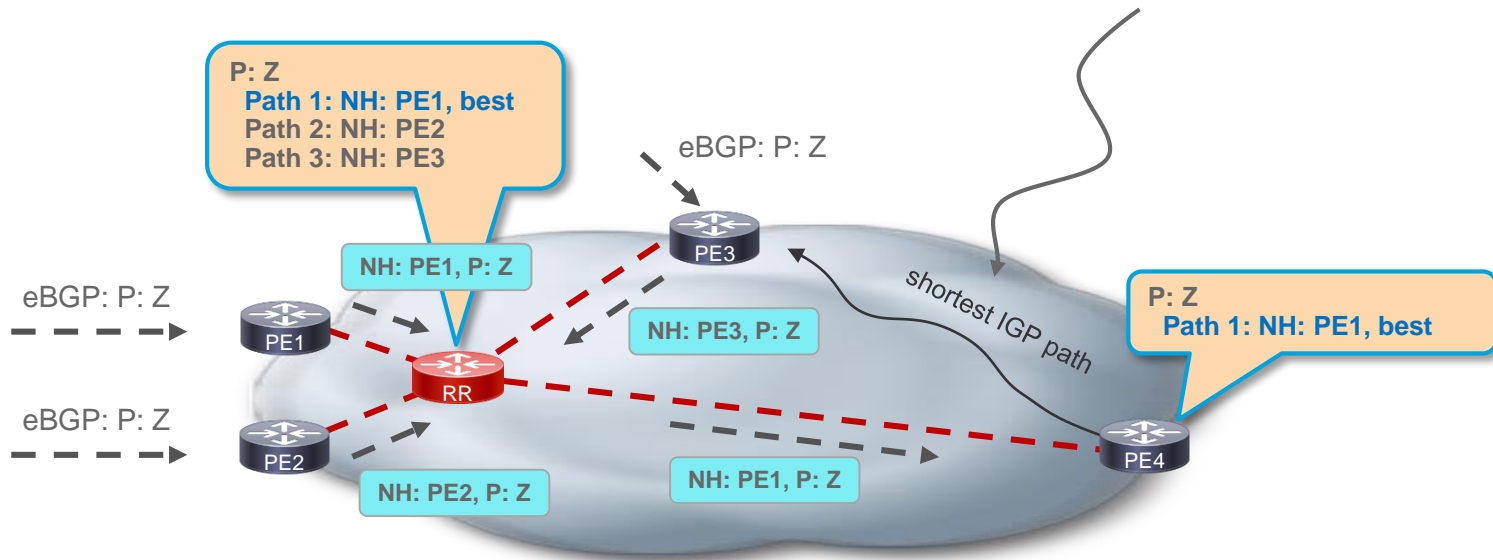 P: Z
Path 1: NH: PE1, best
Path 2: NH: PE2
Path 3: NH: PE3
eBGP: P: Z
PE3
NH: PE1, P: Z
shortest IGP path
P: Z
Path 1: NH: PE1, best
eBGP: P: Z
PE1
NH: PE3, P: Z
RR
eBGP: P: Z
PE2
PE4
NH: PE2, P: Z
NH: PE1, P: Z